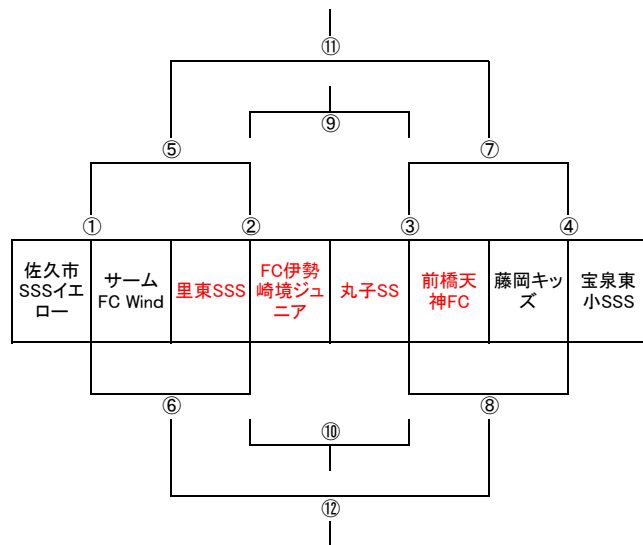 ⑪
⑨
⑤ ⑦
① ② ③ ④
佐久市
SSSイエ
ロー
サーム
FC Wind
里東SSS
FC伊勢
崎境ジュ
ニア
丸子SS
前橋天
神FC
藤岡キッ
ズ
宝泉東
小SSS
⑥ ⑧
⑩
⑫